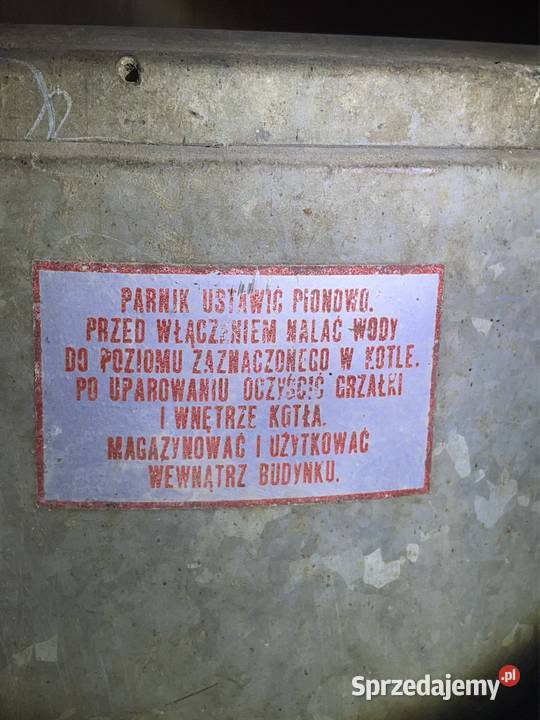 PARNIK USTAWIĆ PIONOWO.
PRZED WŁĄCZENIEM NALAĆ WODY
DO POZIOMU ZAZNACZONEGO W KOTLE.
PO UPAROWANIU OCZYŚCIĆ GRZAŁKI
I WNĘTRZE KOTŁA.
MAGAZYNOWAĆ I UŻYTKOWAĆ
WEWNĄTRZ BUDYNKU.
Sprzedajemy.pl